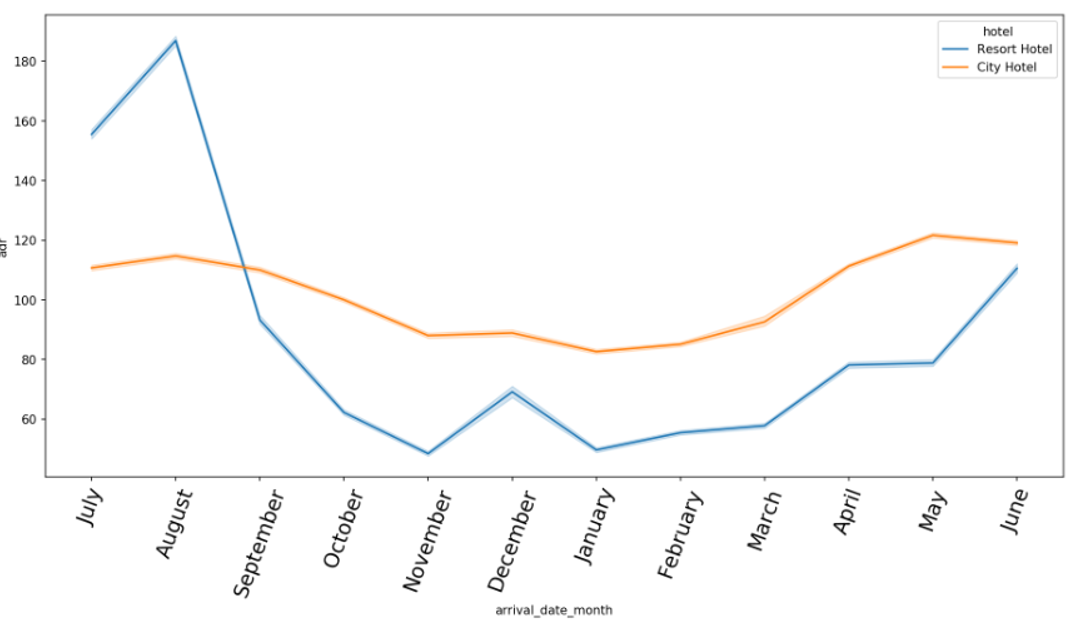 hotel
Resort Hotel
City Hotel
180
160
140
120
100
80
60
adr
July
August
September
October
November
December
January
February
March
April
May
June
arrival_date_month